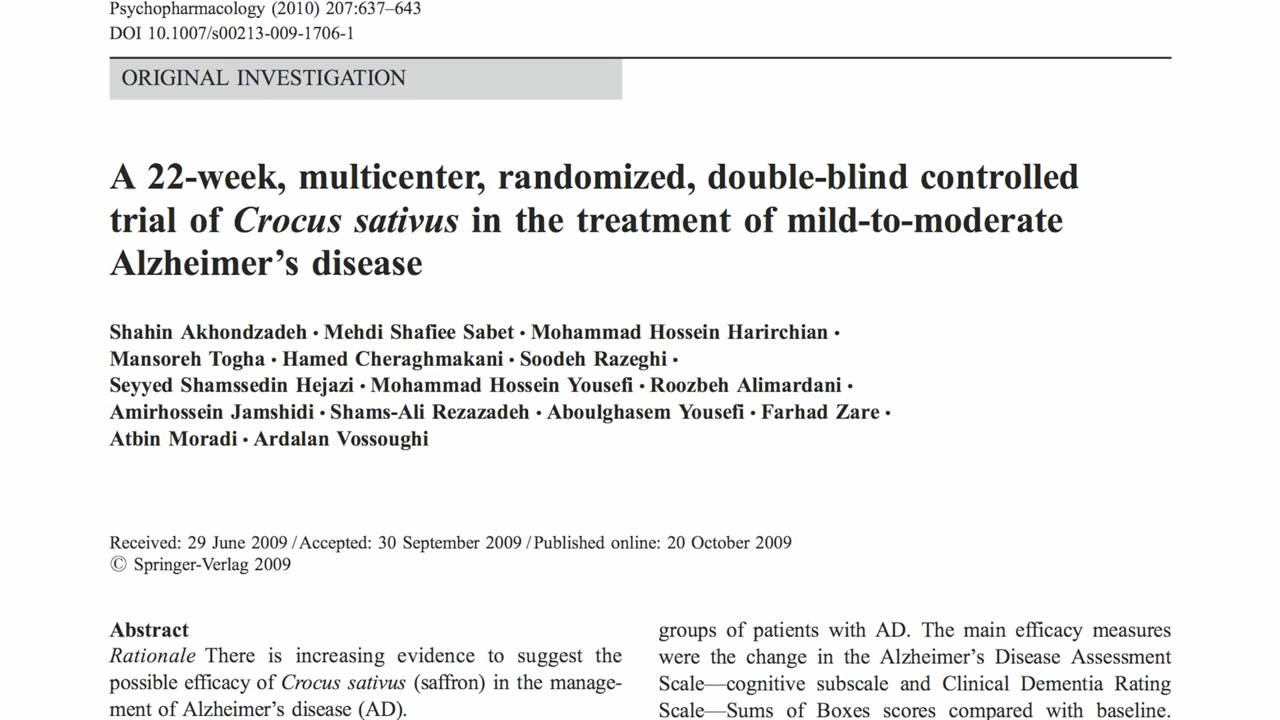 Psychopharmacology (2010) 207:637–643
DOI 10.1007/s00213-009-1706-1
ORIGINAL INVESTIGATION
A 22-week, multicenter, randomized, double-blind controlled
trial of Crocus sativus in the treatment of mild-to-moderate
Alzheimer’s disease
Shahin Akhondzadeh • Mehdi Shafiee Sabet • Mohammad Hossein Harirchian •
Mansoreh Togha • Hamed Cheraghmakani • Soodeh Razeghi •
Seyyed Shamssedin Hejazi • Mohammad Hossein Yousefi • Roozbeh Alimardani •
Amirhossein Jamshidi • Shams-Ali Rezazadeh • Aboulghasem Yousefi • Farhad Zare •
Atbin Moradi • Ardalan Vossoughi
Received: 29 June 2009 / Accepted: 30 September 2009 / Published online: 20 October 2009
© Springer-Verlag 2009
Abstract
Rationale There is increasing evidence to suggest the
possible efficacy of Crocus sativus (saffron) in the manage-
ment of Alzheimer’s disease (AD).
groups of patients with AD. The main efficacy measures
were the change in the Alzheimer’s Disease Assessment
Scale—cognitive subscale and Clinical Dementia Rating
Scale—Sums of Boxes scores compared with baseline.